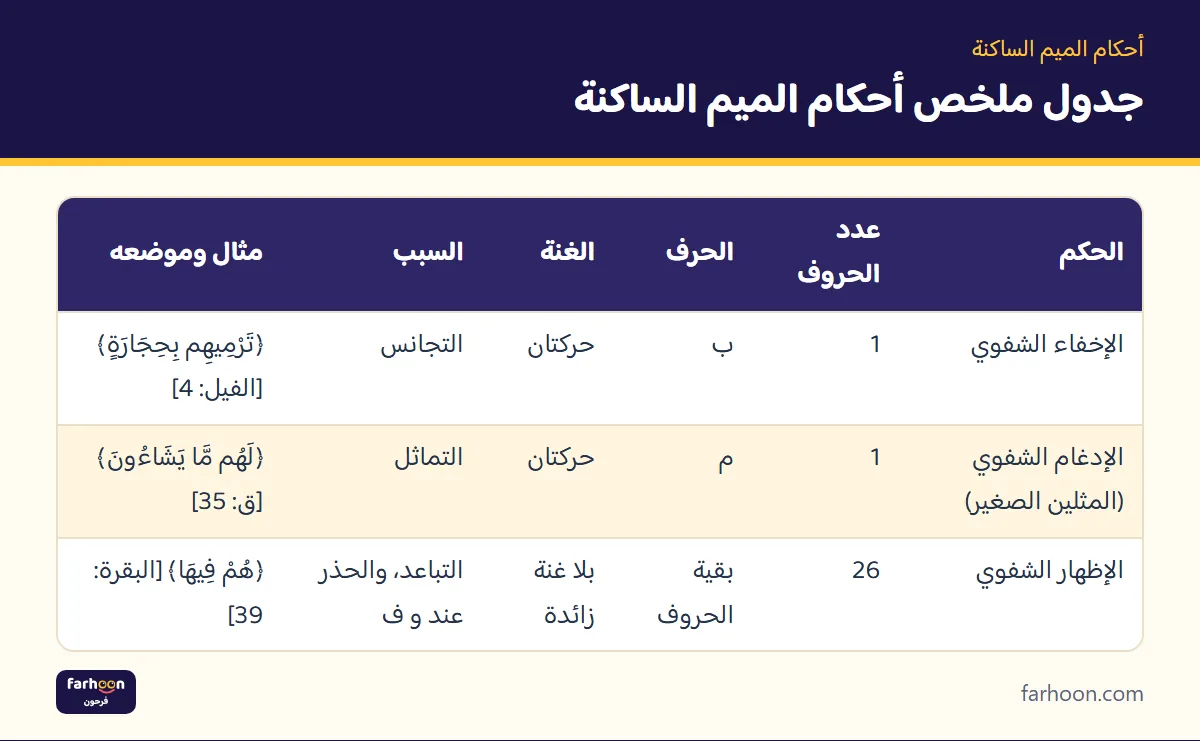 أحكام الميم الساكنة
جدول ملخص أحكام الميم الساكنة
الحكم عدد الحروف الحرف الغنة السبب مثال وموضعه
الإخفاء الشفوي 1 ب حركتان التجانس ﴿تَرْمِيهِم بِحِجَارَةٍ﴾ [الفيل: 4]
الإدغام الشفوي (المثلين الصغير) 1 م حركتان التماثل ﴿لَهُم مَّا يَشَاءُونَ﴾ [ق: 35]
الإظهار الشفوي 26 بقية الحروف بلا غنة زائدة التباعد، والحذر عند و ف ﴿هُمْ فِيهَا﴾ [البقرة: 39]
farhoon.com
farhoon
فرحون